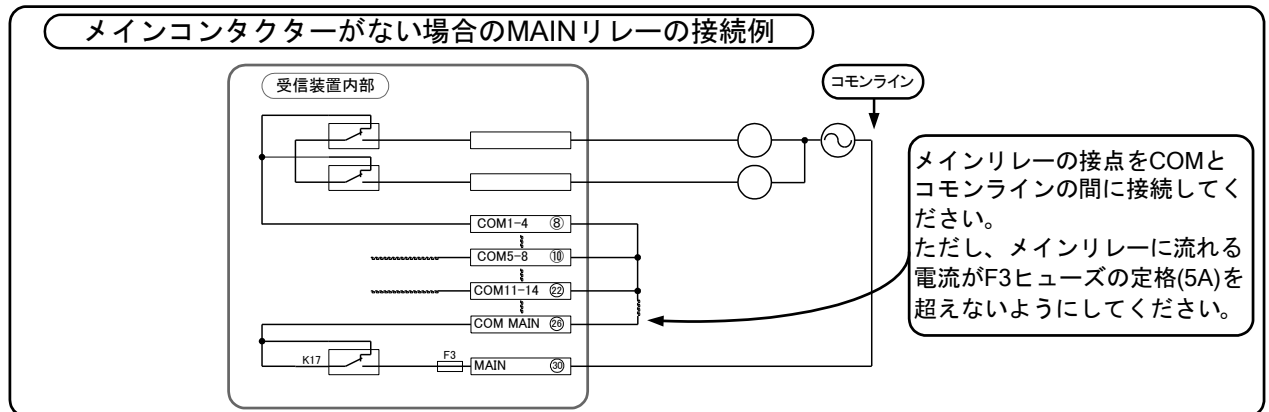 メインコンタクターがない場合のMAINリレーの接続例
受信装置内部
コモンライン
メインリレーの接点をCOMと
コモンラインの間に接続してく
ださい。
ただし、メインリレーに流れる
電流がF3ヒューズの定格(5A)を
超えないようにしてください。
COM1-4 ⑧
COM5-8 ⑩
COM11-14 ㉒
COM MAIN ㉖
K17
F3
MAIN ㉚